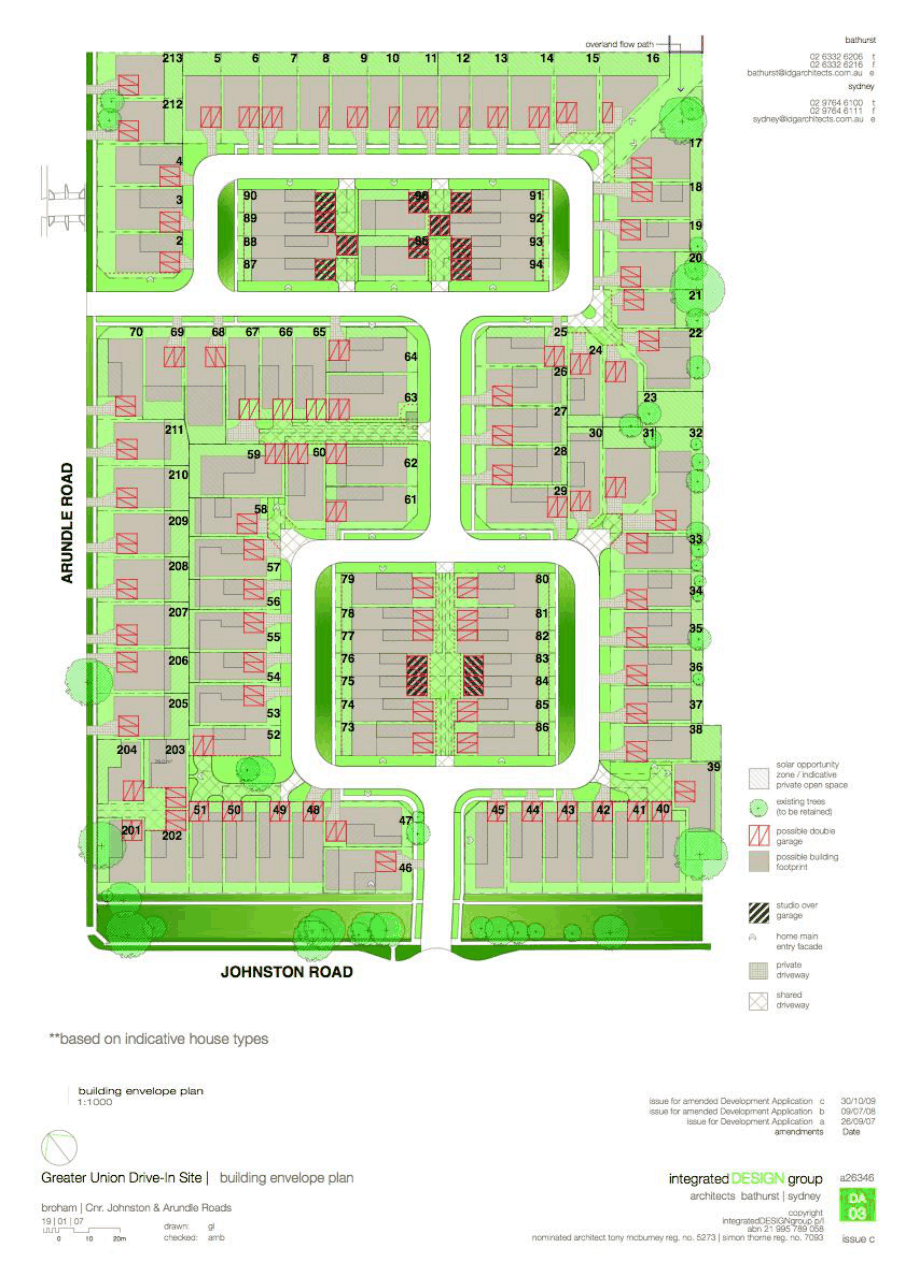 bathurst
overland flow path
02 6332 6206 t
02 6332 6216 f
bathurst@idgarchitects.com.au e
sydney
02 9764 6100 t
02 9764 6111 f
sydney@idgarchitects.com.au e
213 5 6 7 8 9 10 11 12 13 14 15 16
212
17
4
18
90 96 91
3
89 92
19
2
88 95 93
20
87 94
21
70 69 68 67 66 65
25
22
64
24
26
63
23
27
211
30 31 32
59 60
28
62
210
29
61
58
209
33
57
208
79 80
34
56
207
78 81
35
55
77 82
206
76 83
36
54
75 84
205
74 85
37
53
73 86
38
52
204 203
39
51 50 49 48
45 44 43 42 41 40
47
201 202
46
ARUNDLE ROAD
JOHNSTON ROAD
solar opportunity
zone / indicative
private open space
existing trees
(to be retained)
possible double
garage
possible building
footprint
studio over
garage
home main
entry facade
private
driveway
shared
driveway
**based on indicative house types
building envelope plan
1:1000
issue for amended Development Application c 30/10/09
issue for amended Development Application b 09/07/08
issue for Development Application a 26/09/07
amendments Date
Greater Union Drive-In Site | building envelope plan
broham | Cnr. Johnston & Arundle Roads
19 | 01 | 07
0 10 20m
drawn: gl
checked: amb
integrated DESIGN group a26346
architects bathurst | sydney
DA
03
copyright
integratedDESIGNgroup p/l
abn 21 995 789 058
nominated architect tony mcburney reg. no. 5273 | simon thorne reg. no. 7093
issue c